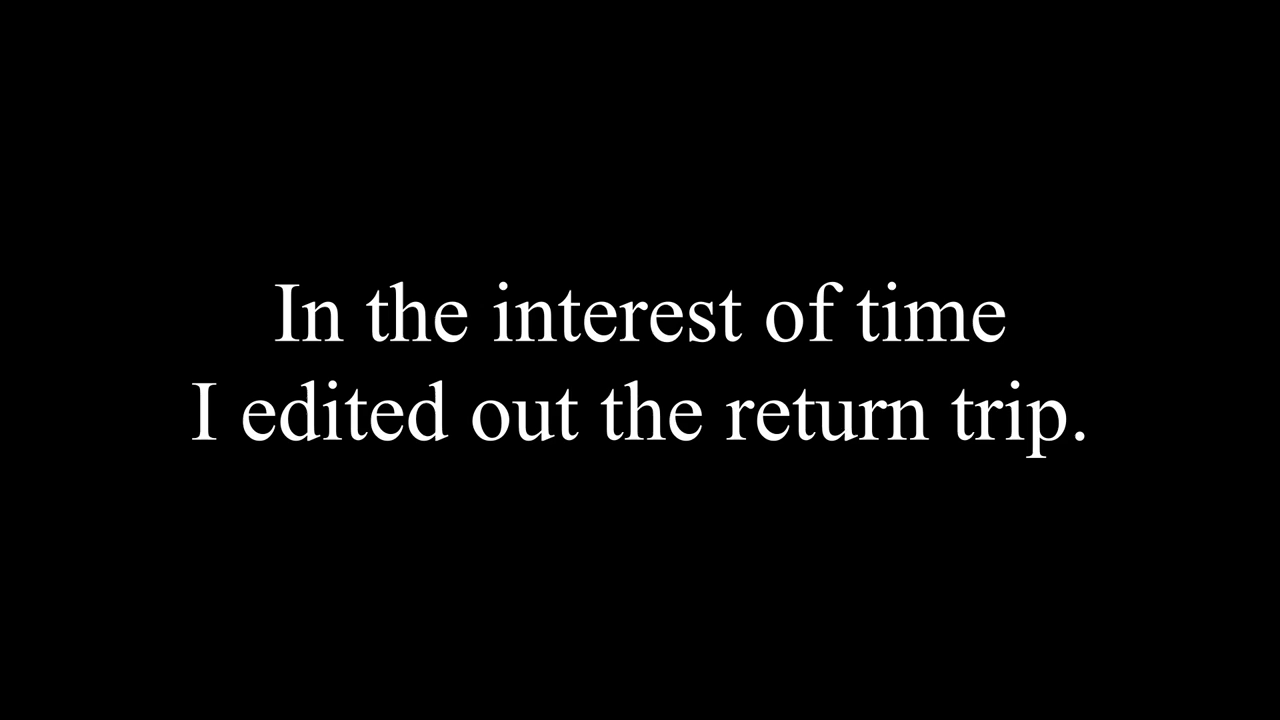 In the interest of time
I edited out the return trip.